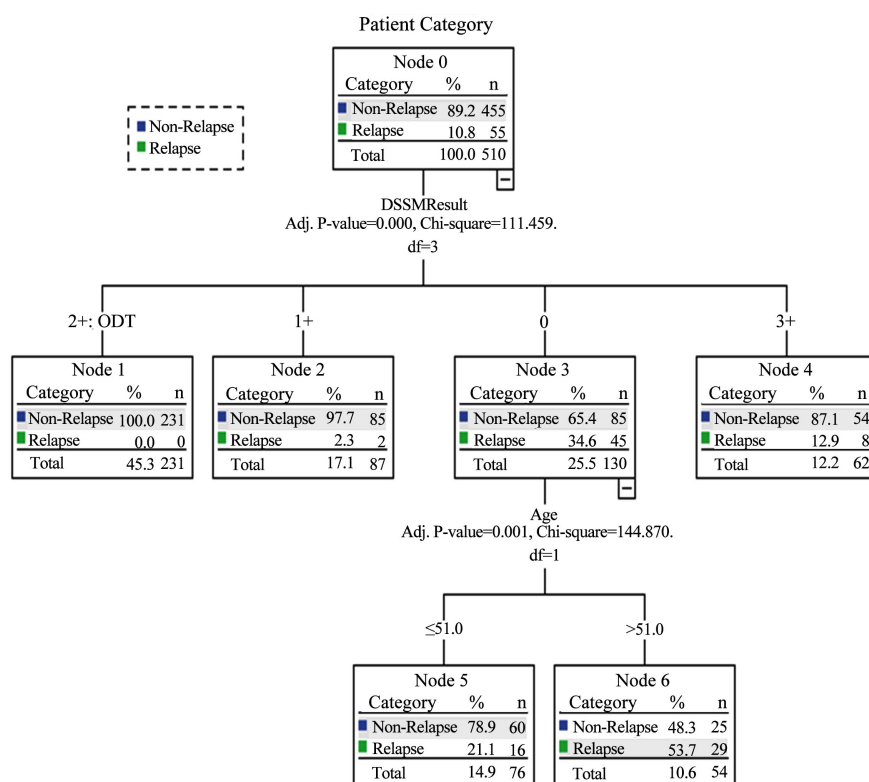 Patient Category
Node 0
Category % n
Non-Relapse 89.2 455
Relapse 10.8 55
Total 100.0 510
Non-Relapse
Relapse
DSSMResult
Adj. P-value=0.000, Chi-square=111.459.
df=3
2+: ODT
1+
0
3+
Node 1
Category % n
Non-Relapse 100.0 231
Relapse 0.0 0
Total 45.3 231
Node 2
Category % n
Non-Relapse 97.7 85
Relapse 2.3 2
Total 17.1 87
Node 3
Category % n
Non-Relapse 65.4 85
Relapse 34.6 45
Total 25.5 130
Node 4
Category % n
Non-Relapse 87.1 54
Relapse 12.9 8
Total 12.2 62
Age
Adj. P-value=0.001, Chi-square=144.870.
df=1
≤51.0
>51.0
Node 5
Category % n
Non-Relapse 78.9 60
Relapse 21.1 16
Total 14.9 76
Node 6
Category % n
Non-Relapse 48.3 25
Relapse 53.7 29
Total 10.6 54